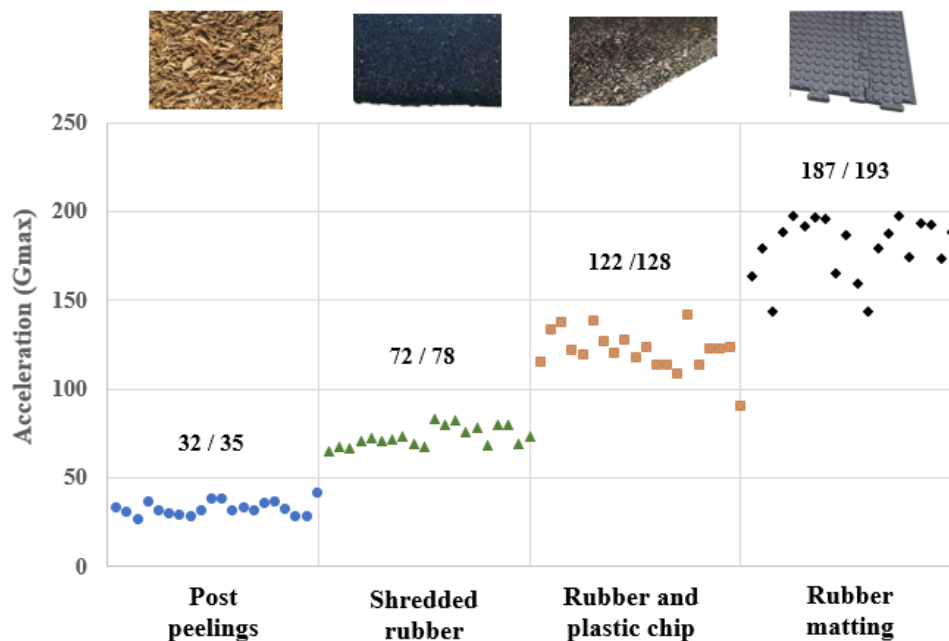 250
200
150
100
50
0
Acceleration (Gmax)
32 / 35
72 / 78
122 /128
187 / 193
Post
peelings
Shredded
rubber
Rubber and
plastic chip
Rubber
matting